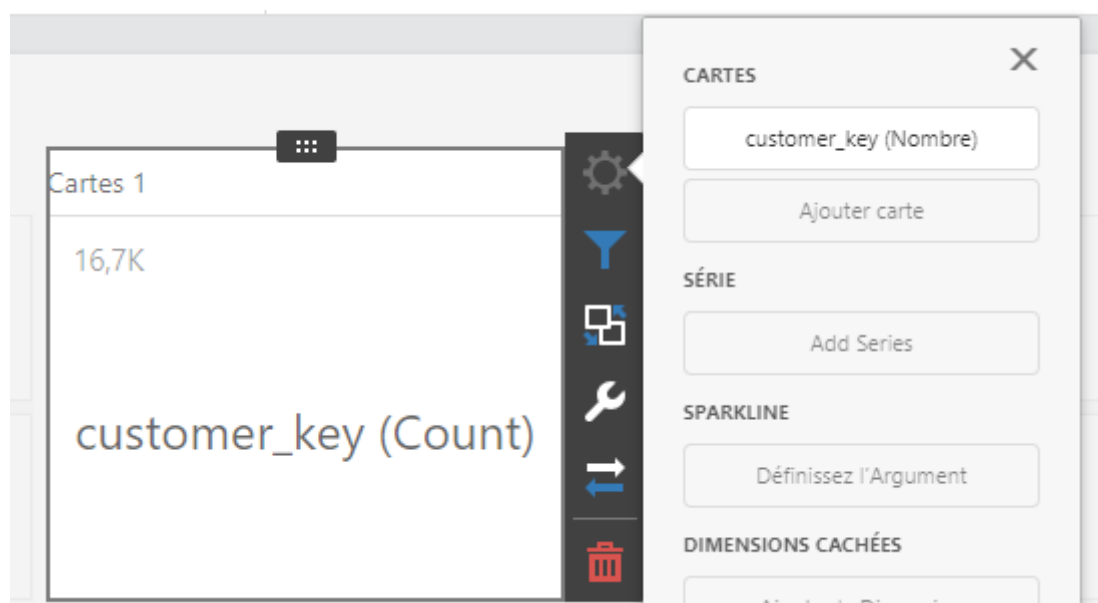 Cartes 1
16,7K
customer_key (Count)
CARTES
customer_key (Nombre)
Ajouter carte
SÉRIE
Add Series
SPARKLINE
Définissez l'Argument
DIMENSIONS CACHÉES